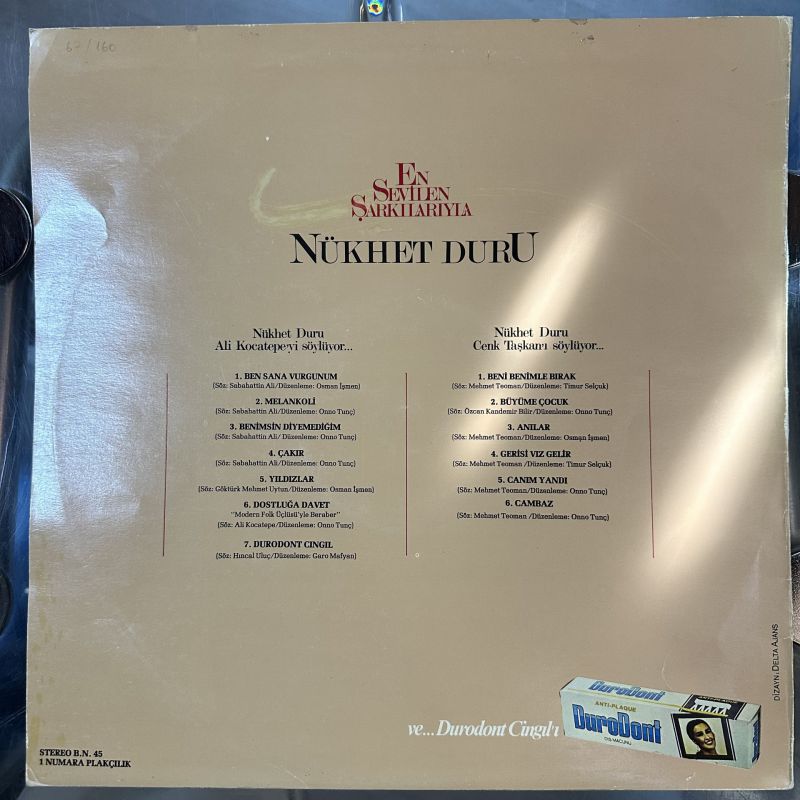 67/160
En
Sevilen
Şarkılarıyla
NÜKHET DURU
Nükhet Duru
Ali Kocatepe'yi söylüyor...
1. BEN SANA VURGUNUM
(Söz: Sabahattin Ali/Düzenleme: Osman İşmen)
2. MELANKOLİ
(Söz: Sabahattin Ali/Düzenleme: Onno Tunç)
3. BENİMSİN DİYEMEDİĞİM
(Söz: Sabahattin Ali/ Düzenleme: Onno Tunç)
4. ÇAKIR
(Söz: Sabahattin Ali/Düzenleme: Onno Tunç)
5. YILDIZLAR
(Söz: Göktürk Mehmet Uytun/Düzenleme: Osman İşmen)
6. DOSTLUĞA DAVET
"Modern Folk Üçlüsü'yle Beraber"
(Söz: Ali Kocatepe/Düzenleme: Onno Tunç)
7. DURODONT CINGIL
(Söz: Hıncal Uluç/Düzenleme: Garo Mafyan)
Nükhet Duru
Cenk Taşkan'ı söylüyor...
1. BENİ BENİMLE BIRAK
(Söz: Mehmet Teoman/Düzenleme: Timur Selçuk)
2. BÜYÜME ÇOCUK
(Söz: Özcan Kandemir Bilir/Düzenleme: Onno Tunç)
3. ANILAR
(Söz: Mehmet Teoman/Düzenleme: Osman İşmen)
4. GERİSİ VIZ GELİR
(Söz: Mehmet Teoman /Düzenleme: Timur Selçuk)
5. CANIM YANDI
(Söz: Mehmet Teoman/Düzenleme: Onno Tunç)
6. CAMBAZ
(Söz: Mehmet Teoman /Düzenleme: Onno Tunç)
DİZAYN: DELTA AJANS
ve...Durodont Cingıl'ı
DuroDont
ANTI-PLAQUE
ANTI-PLAQUE
DuroDont
DİŞ MACUNU
STEREO B.N. 45
1 NUMARA PLAKÇILIK